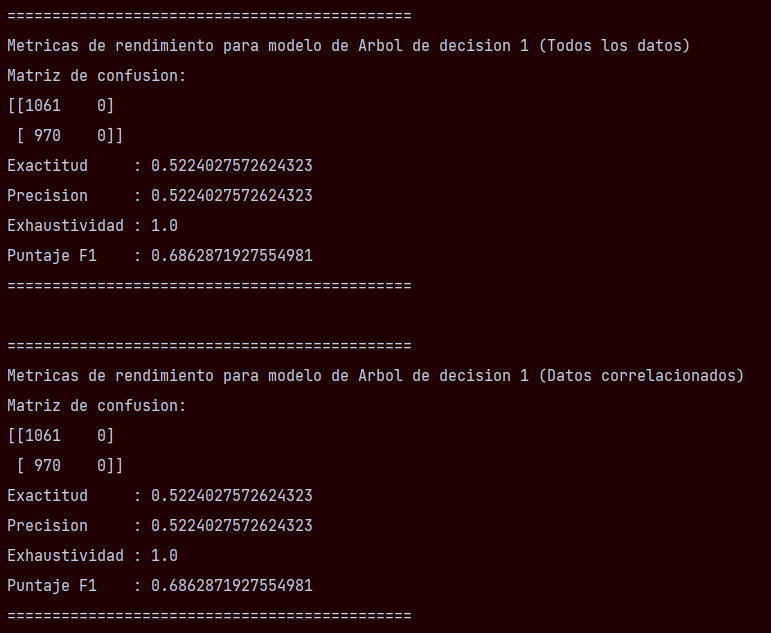 =============================================
Metricas de rendimiento para modelo de Arbol de decision 1 (Todos los datos)
Matriz de confusion:
[[1061    0]
 [ 970    0]]
Exactitud     : 0.5224027572624323
Precision     : 0.5224027572624323
Exhaustividad : 1.0
Puntaje F1    : 0.6862871927554981
=============================================

=============================================
Metricas de rendimiento para modelo de Arbol de decision 1 (Datos correlacionados)
Matriz de confusion:
[[1061    0]
 [ 970    0]]
Exactitud     : 0.5224027572624323
Precision     : 0.5224027572624323
Exhaustividad : 1.0
Puntaje F1    : 0.6862871927554981
=============================================